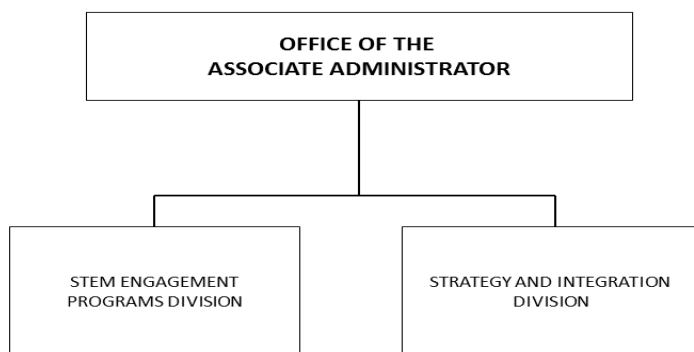 OFFICE OF THE
ASSOCIATE ADMINISTRATOR
STEM ENGAGEMENT
PROGRAMS DIVISION
STRATEGY AND INTEGRATION
DIVISION